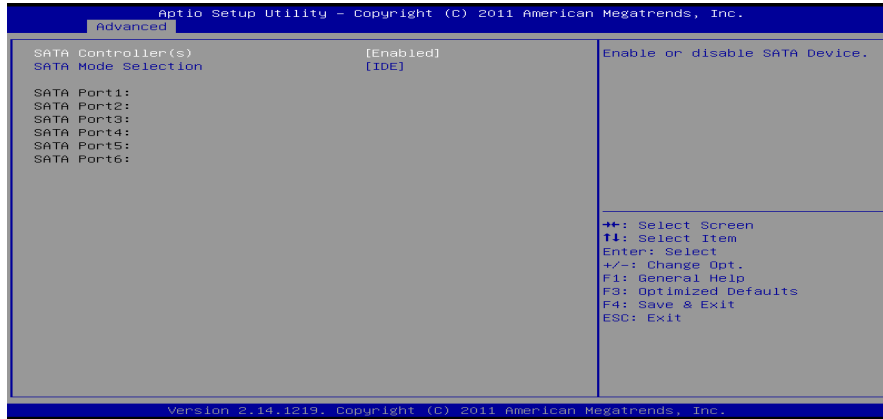 Aptio Setup Utility – Copyright (C) 2011 American Megatrends, Inc.
Advanced
SATA Controller(s) [Enabled]
SATA Mode Selection [IDE]
SATA Port1:
SATA Port2:
SATA Port3:
SATA Port4:
SATA Port5:
SATA Port6:
Enable or disable SATA Device.
→←: Select Screen
↑↓: Select Item
Enter: Select
+/-: Change Opt.
F1: General Help
F3: Optimized Defaults
F4: Save & Exit
ESC: Exit
Version 2.14.1219. Copyright (C) 2011 American Megatrends, Inc.